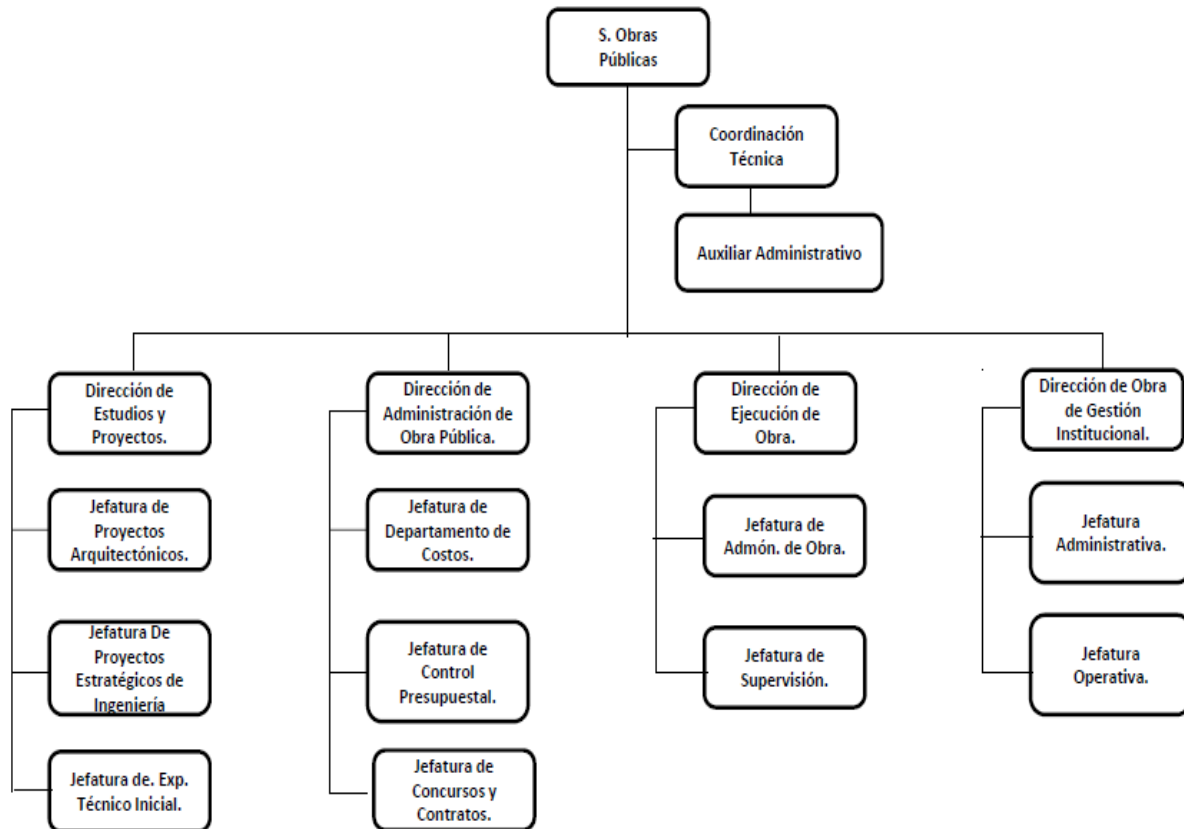 S. Obras
Públicas
Coordinación
Técnica
Auxiliar Administrativo
Dirección de
Estudios y
Proyectos.
Jefatura de
Proyectos
Arquitectónicos.
Jefatura De
Proyectos
Estratégicos de
Ingeniería
Jefatura de. Exp.
Técnico Inicial.
Dirección de
Administración de
Obra Pública.
Jefatura de
Departamento de
Costos.
Jefatura de
Control
Presupuestal.
Jefatura de
Concursos y
Contratos.
Dirección de
Ejecución de
Obra.
Jefatura de
Admón. de Obra.
Jefatura de
Supervisión.
Dirección de Obra
de Gestión
Institucional.
Jefatura
Administrativa.
Jefatura
Operativa.